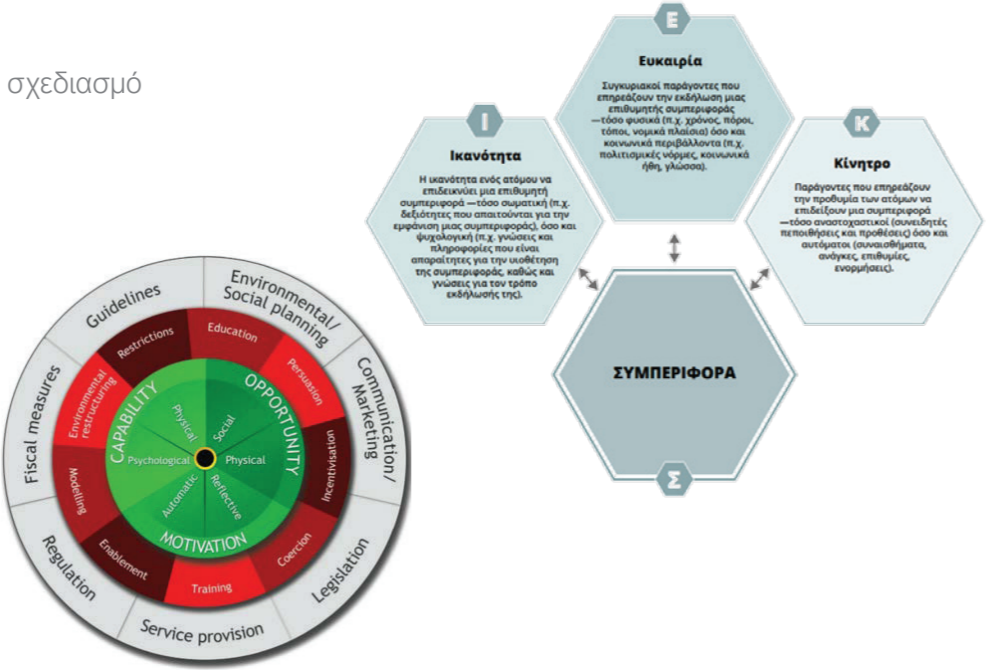 σχεδιασμό
Ε
Ευκαιρία
Συγκυριακοί παράγοντες που
επηρεάζουν την εκδήλωση μιας
επιθυμητής συμπεριφοράς
—τόσο φυσικά (π.χ. χρόνος, πόροι,
τόποι, νομικά πλαίσια) όσο και
κοινωνικά περιβάλλοντα (π.χ.
πολιτισμικές νόρμες, κοινωνικά
ήθη, γλώσσα).
Ι
Ικανότητα
Η ικανότητα ενός ατόμου να
επιδεικνύει μια επιθυμητή
συμπεριφορά —τόσο σωματική (π.χ.
δεξιότητες που απαιτούνται για την
εμφάνιση μιας συμπεριφοράς), όσο και
ψυχολογική (π.χ. γνώσεις και
πληροφορίες που είναι
απαραίτητες για την υιοθέτηση
της συμπεριφοράς, καθώς και
γνώσεις για τον τρόπο
εκδήλωσής της).
Κ
Κίνητρο
Παράγοντες που επηρεάζουν
την προθυμία των ατόμων να
επιδείξουν μια συμπεριφορά
—τόσο αναστοχαστικοί (συνειδητές
πεποιθήσεις και προθέσεις) όσο και
αυτόματοι (συναισθήματα,
ανάγκες, επιθυμίες,
ενορμήσεις).
ΣΥΜΠΕΡΙΦΟΡΑ
Σ
Guidelines
Environmental/
Social planning
Communication/
Marketing
Legislation
Service provision
Regulation
Fiscal measures
Restrictions
Education
Persuasion
Incentivisation
Coercion
Training
Enablement
Modelling
Environmental
restructuring
CAPABILITY
OPPORTUNITY
MOTIVATION
Physical
Social
Psychological
Physical
Automatic
Reflective